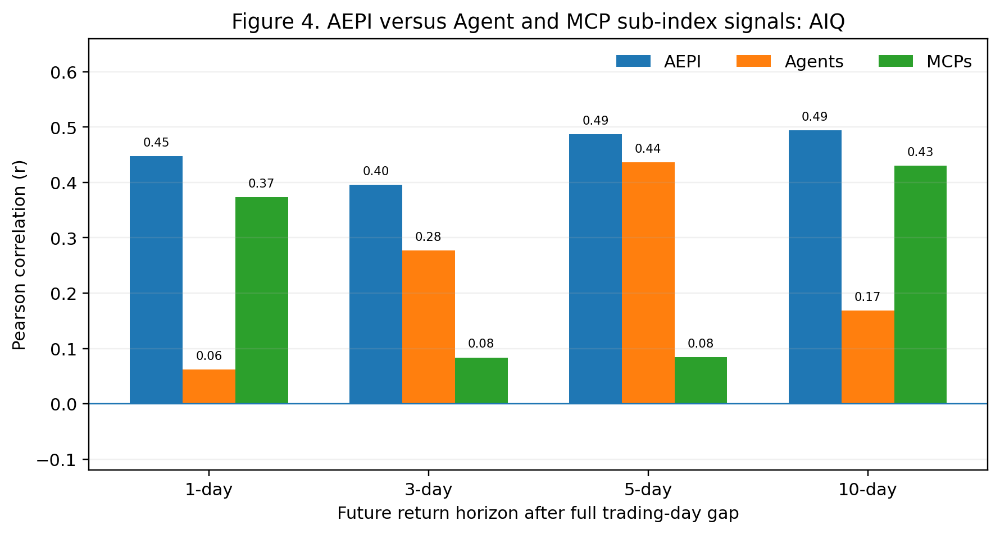 Figure 4. AEPI versus Agent and MCP sub-index signals: AIQ
AEPI
Agents
MCPs
Pearson correlation (r)
0.6
0.5
0.4
0.3
0.2
0.1
0.0
−0.1
0.45
0.06
0.37
0.40
0.28
0.08
0.49
0.44
0.08
0.49
0.17
0.43
1-day
3-day
5-day
10-day
Future return horizon after full trading-day gap